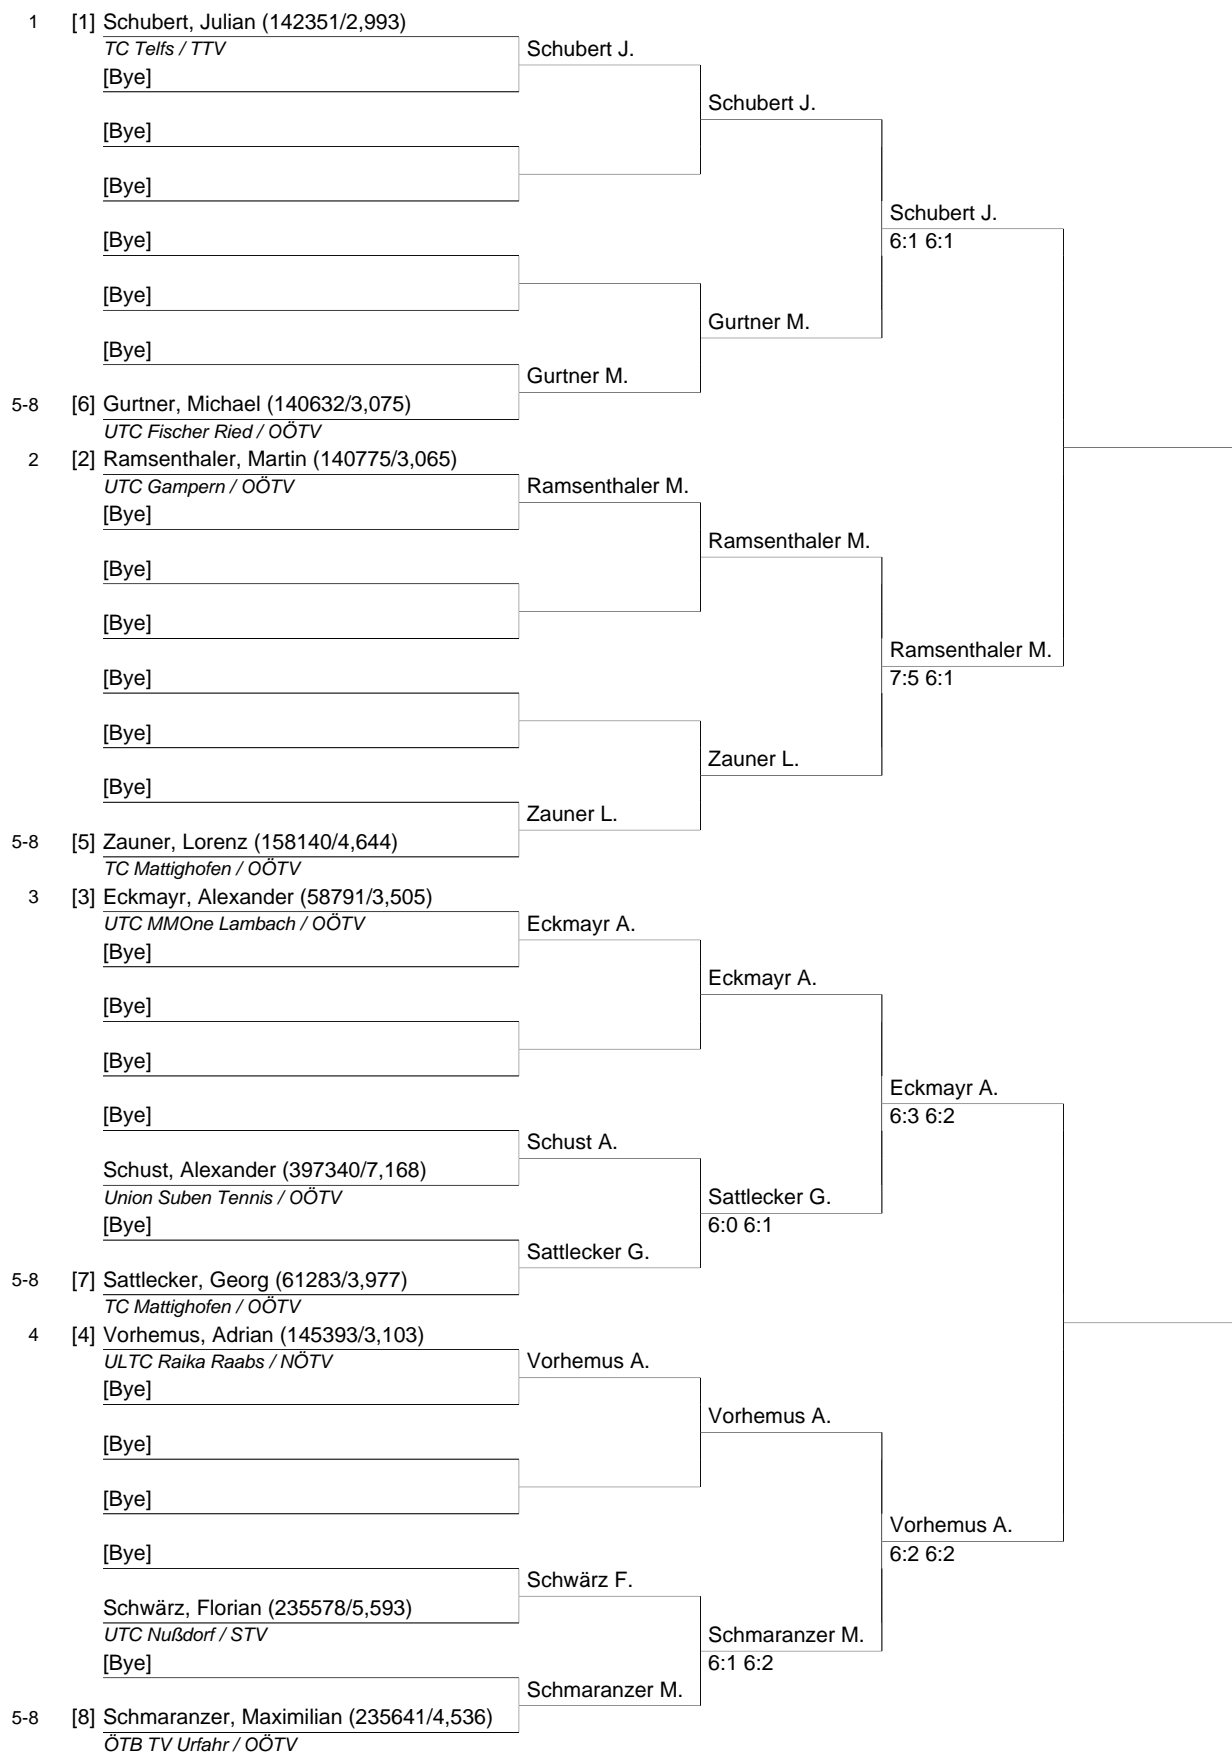 1 [1] Schubert, Julian (142351/2,993)
TC Telfs / TTV
Schubert J.
[Bye]
Schubert J.
[Bye]
[Bye]
Schubert J.
[Bye]
6:1 6:1
[Bye]
Gurtner M.
[Bye]
Gurtner M.
5-8 [6] Gurtner, Michael (140632/3,075)
UTC Fischer Ried / OÖTV
2 [2] Ramsenthaler, Martin (140775/3,065)
UTC Gampern / OÖTV
Ramsenthaler M.
[Bye]
Ramsenthaler M.
[Bye]
[Bye]
Ramsenthaler M.
[Bye]
7:5 6:1
[Bye]
Zauner L.
[Bye]
Zauner L.
5-8 [5] Zauner, Lorenz (158140/4,644)
TC Mattighofen / OÖTV
3 [3] Eckmayr, Alexander (58791/3,505)
UTC MMOne Lambach / OÖTV
Eckmayr A.
[Bye]
Eckmayr A.
[Bye]
[Bye]
Eckmayr A.
[Bye]
6:3 6:2
Schust A.
Schust, Alexander (397340/7,168)
Union Suben Tennis / OÖTV
Sattlecker G.
[Bye]
6:0 6:1
Sattlecker G.
5-8 [7] Sattlecker, Georg (61283/3,977)
TC Mattighofen / OÖTV
4 [4] Vorhemus, Adrian (145393/3,103)
ULTC Raika Raabs / NÖTV
Vorhemus A.
[Bye]
Vorhemus A.
[Bye]
[Bye]
Vorhemus A.
[Bye]
6:2 6:2
Schwärz F.
Schwärz, Florian (235578/5,593)
UTC Nußdorf / STV
Schmaranzer M.
[Bye]
6:1 6:2
Schmaranzer M.
5-8 [8] Schmaranzer, Maximilian (235641/4,536)
ÖTB TV Urfahr / OÖTV